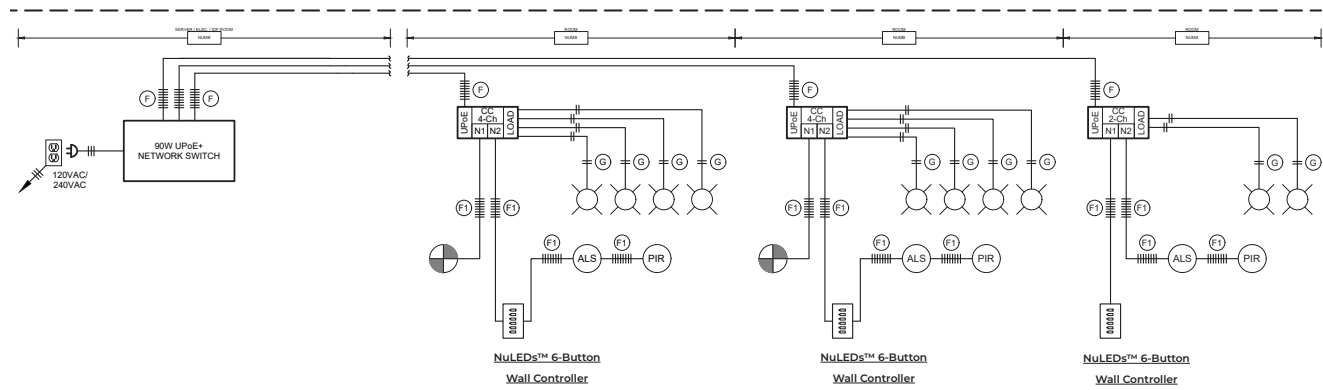 SERVER / ELEC. / IDF ROOM
NUMB
ROOM
NUMB
ROOM
NUMB
ROOM
NUMB
F
F
F
F
F
90W UPoE+
NETWORK SWITCH
120VAC/
240VAC
UPoE
CC
4-Ch
N1 N2
LOAD
G
G
G
G
F1
F1
F1
F1
ALS
PIR
NuLEDs™ 6-Button
Wall Controller
UPoE
CC
4-Ch
N1 N2
LOAD
G
G
G
G
F1
F1
F1
F1
ALS
PIR
NuLEDs™ 6-Button
Wall Controller
UPoE
CC
2-Ch
N1 N2
LOAD
G
G
F1
F1
F1
F1
ALS
PIR
NuLEDs™ 6-Button
Wall Controller